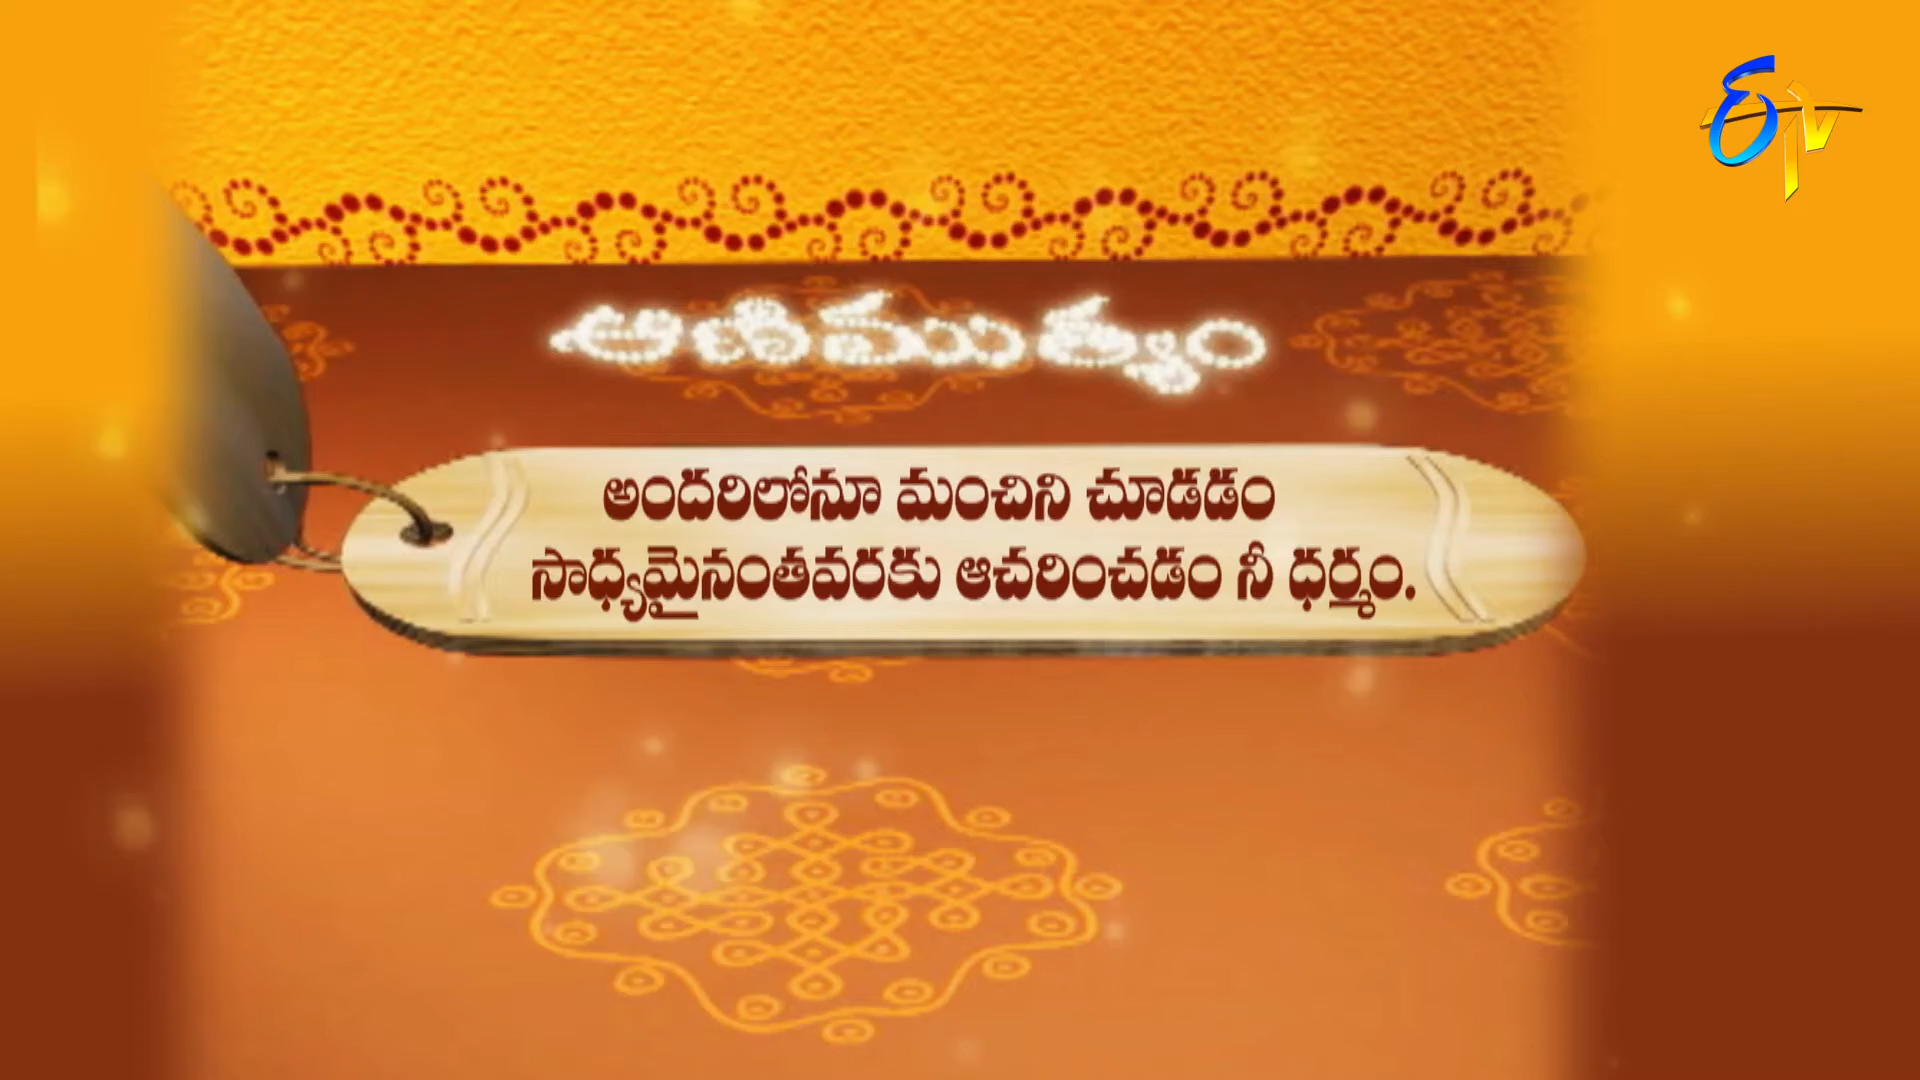 ETV
ఆణిముత్యం
అందరిలోనూ మంచిని చూడడం
సాధ్యమైనంతవరకు ఆచరించడం నీ ధర్మం.